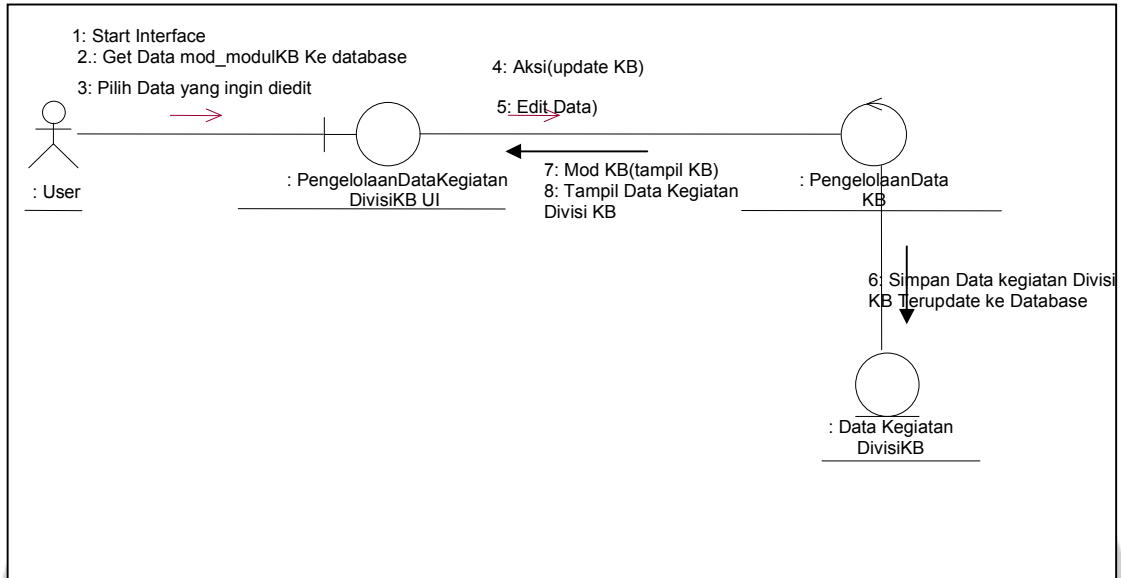 1: Start Interface
2.: Get Data mod_modulKB Ke database
3: Pilih Data yang ingin diedit
4: Aksi(update KB)
5: Edit Data)
7: Mod KB(tampil KB)
8: Tampil Data Kegiatan
Divisi KB
: User
: PengelolaanDataKegiatan
DivisiKB UI
: PengelolaanData
KB
6: Simpan Data kegiatan Divisi
KB Terupdate ke Database
: Data Kegiatan
DivisiKB